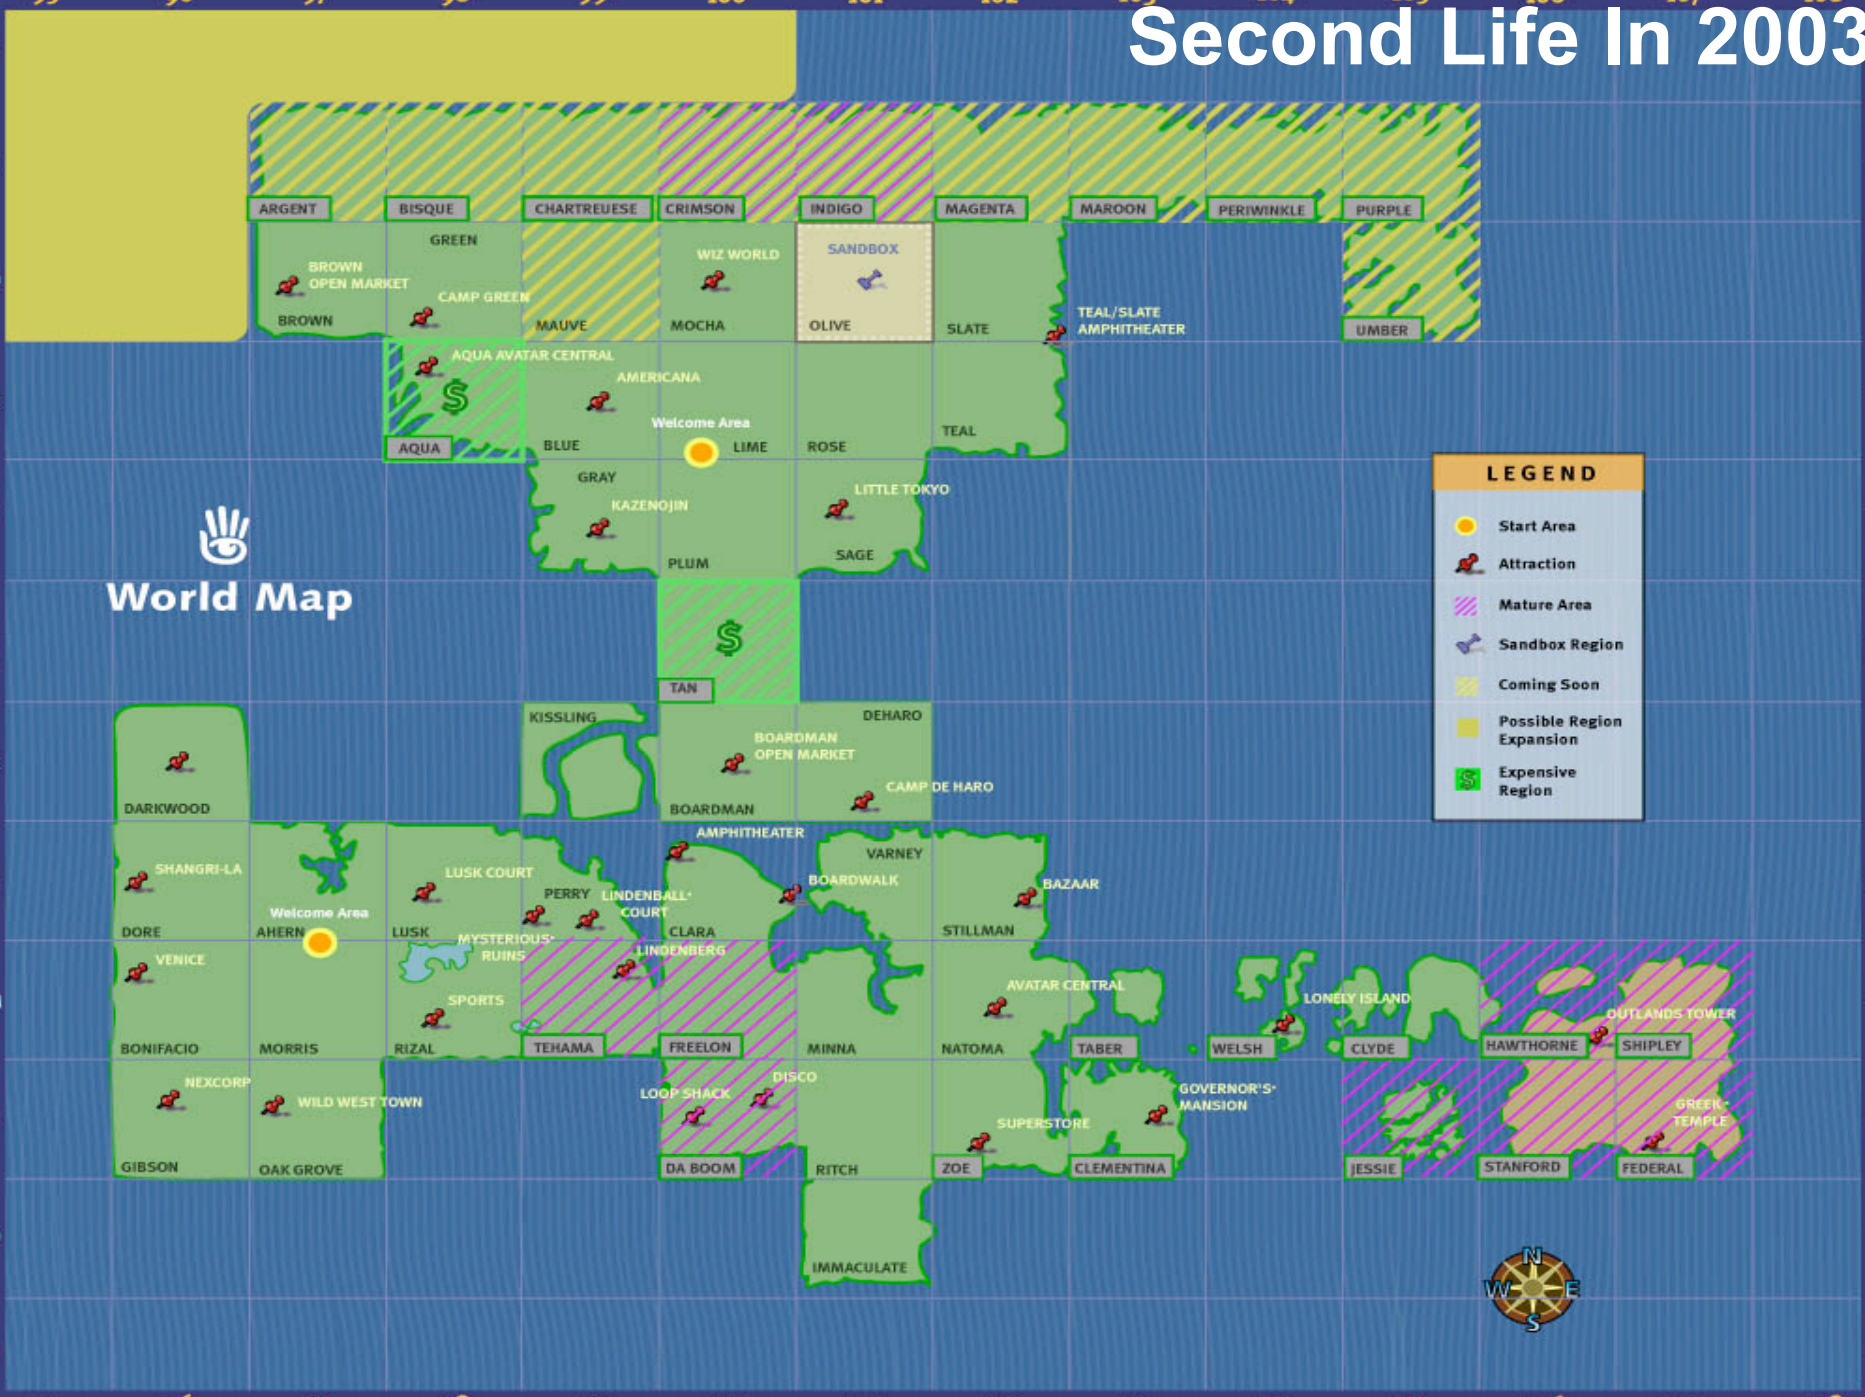 Second Life In 2003
ARGENT
BISQUE
CHARTREUESE
CRIMSON
INDIGO
MAGENTA
MAROON
PERIWINKLE
PURPLE
GREEN
BROWN
OPEN MARKET
CAMP GREEN
BROWN
MAUVE
WIZ WORLD
MOCHA
SANDBOX
OLIVE
SLATE
TEAL/SLATE
AMPHITHEATER
UMBER
AQUA AVATAR CENTRAL
$
AQUA
AMERICANA
BLUE
Welcome Area
LIME
ROSE
TEAL
GRAY
KAZENOJIN
PLUM
LITTLE TOKYO
SAGE
World Map
$
TAN
LEGEND
Start Area
Attraction
Mature Area
Sandbox Region
Coming Soon
Possible Region
Expansion
$
Expensive
Region
DARKWOOD
KISSLING
DEHARO
BOARDMAN
OPEN MARKET
CAMP DE HARO
BOARDMAN
SHANGRI-LA
DORE
Welcome Area
AHERN
LUSK COURT
LUSK
PERRY
LINDENBALL
COURT
AMPHITHEATER
CLARA
BOARDWALK
VARNEY
BAZAAR
STILLMAN
VENICE
BONIFACIO
MORRIS
MYSTERIOUS
RUINS
SPORTS
RIZAL
LINDENBERG
TEHAMA
FREELON
MINNA
AVATAR CENTRAL
NATOMA
TABER
WELSH
LONELY ISLAND
CLYDE
HAWTHORNE
OUTLANDS TOWER
SHIPLEY
NEXCORP
GIBSON
WILD WEST TOWN
OAK GROVE
LOOP SHACK
DISCO
DA BOOM
RITCH
SUPERSTORE
ZOE
GOVERNOR'S
MANSION
CLEMENTINA
JESSIE
STANFORD
GREEK
TEMPLE
FEDERAL
IMMACULATE
N
W
E
S